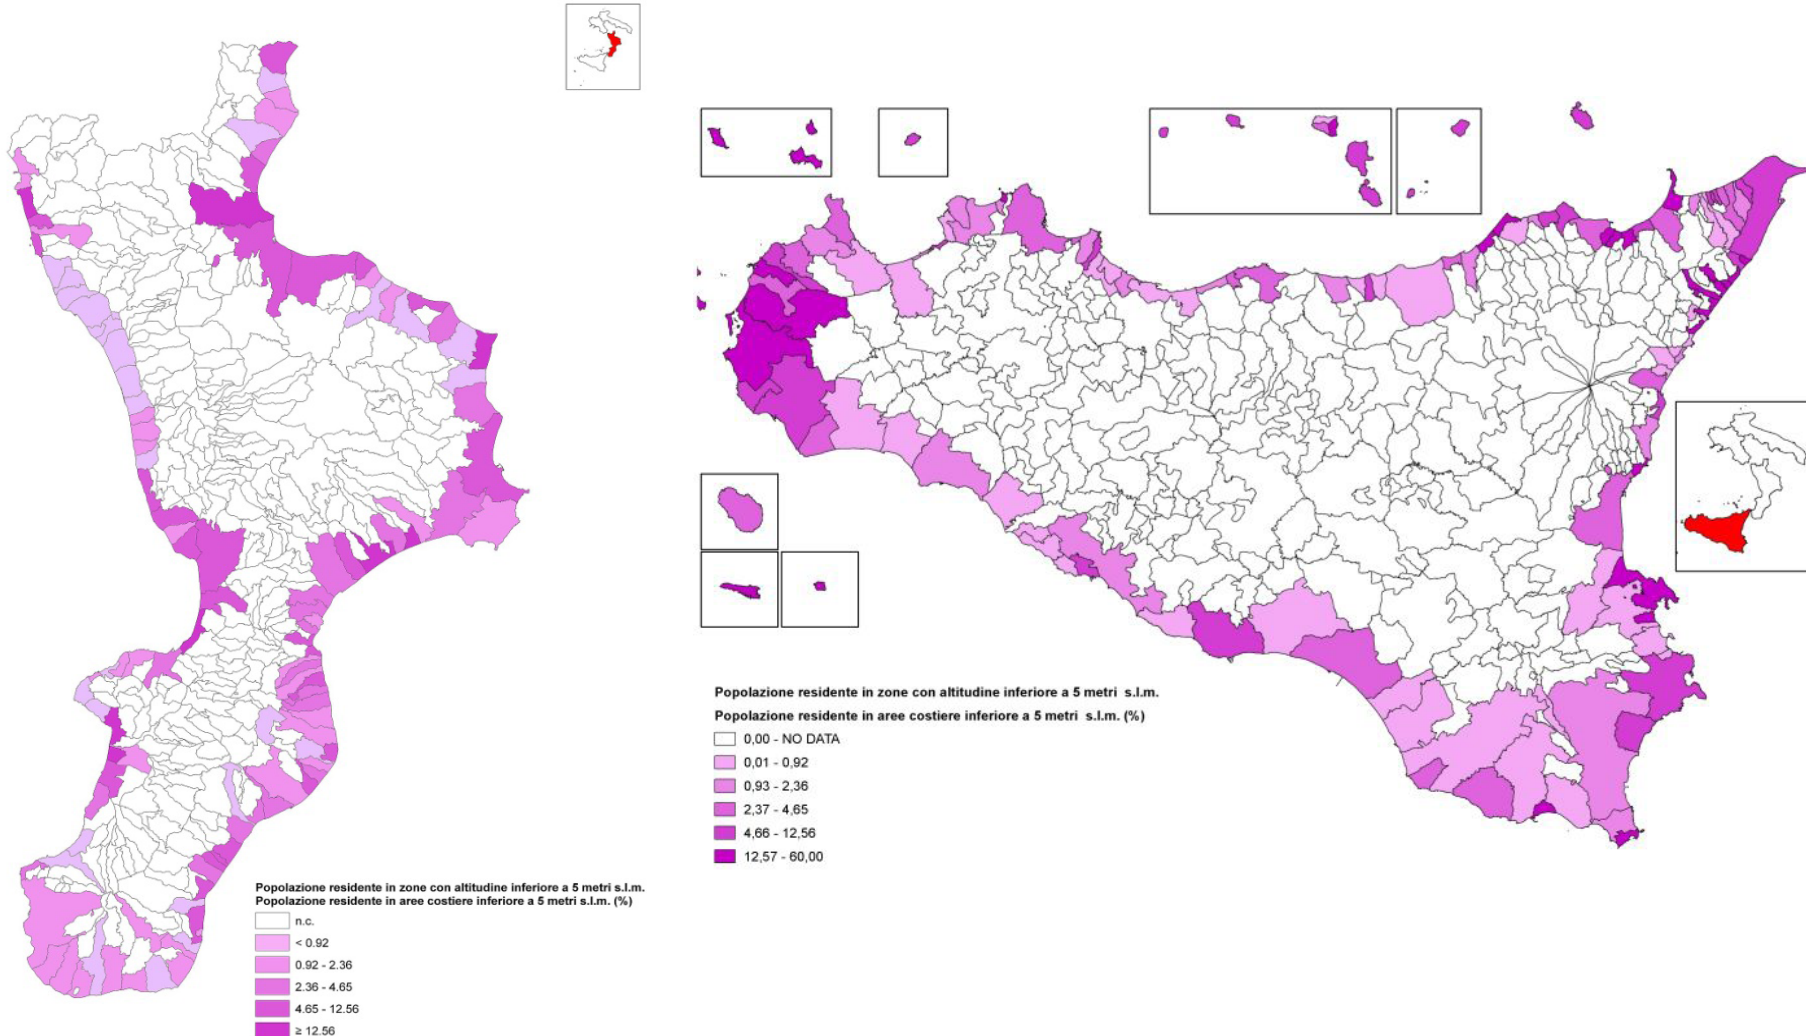 Popolazione residente in zone con altitudine inferiore a 5 metri s.l.m.
Popolazione residente in aree costiere inferiore a 5 metri s.l.m. (%)
n.c.
< 0.92
0.92 - 2.36
2.36 - 4.65
4.65 - 12.56
≥ 12.56
Popolazione residente in zone con altitudine inferiore a 5 metri s.l.m.
Popolazione residente in aree costiere inferiore a 5 metri s.l.m. (%)
0,00 - NO DATA
0,01 - 0,92
0,93 - 2,36
2,37 - 4,65
4,66 - 12,56
12,57 - 60,00